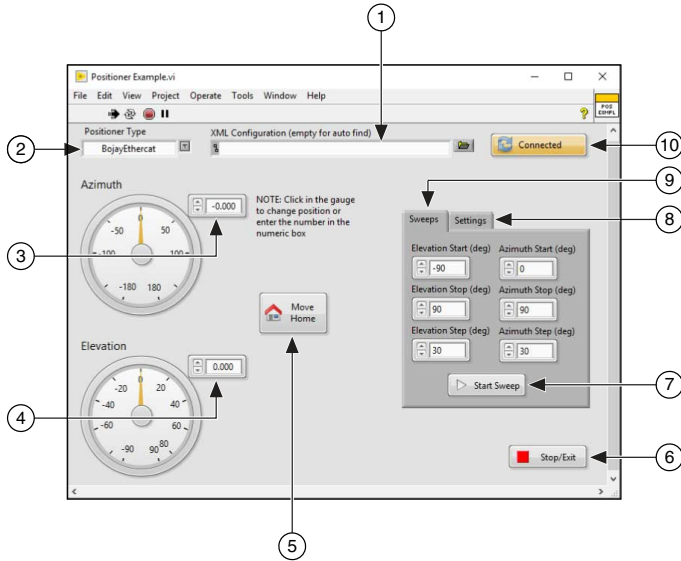 1
Positioner Example.vi
File Edit View Project Operate Tools Window Help
POS
EXMPL
Positioner Type
XML Configuration (empty for auto find)
2
BojayEthercat
Connected
10
9
Azimuth
-0.000
NOTE: Click in the gauge
to change position or
enter the number in the
numeric box
Sweeps
Settings
8
0
-50
50
-100
100
-180
180
3
Elevation Start (deg)
Azimuth Start (deg)
-90
0
Elevation Stop (deg)
Azimuth Stop (deg)
90
90
Move
Home
Elevation Step (deg)
Azimuth Step (deg)
30
30
Elevation
0.000
Start Sweep
7
0
-20
20
-40
40
-60
60
80
-90
90
4
Stop/Exit
6
5